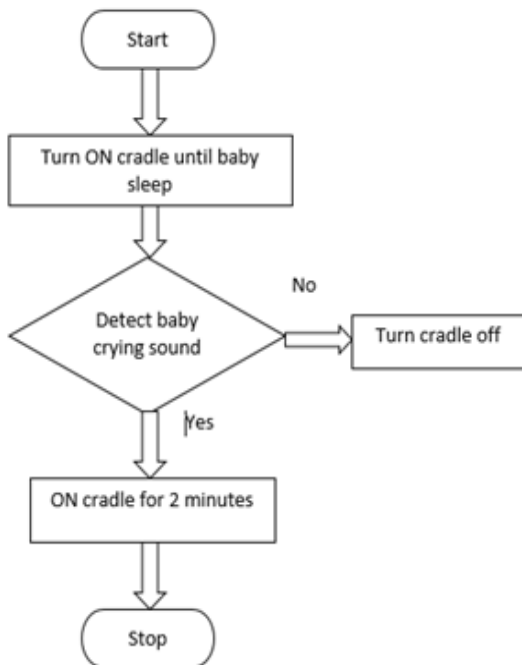 Start
Turn ON cradle until baby
sleep
Detect baby
crying sound
No
Turn cradle off
Yes
ON cradle for 2 minutes
Stop